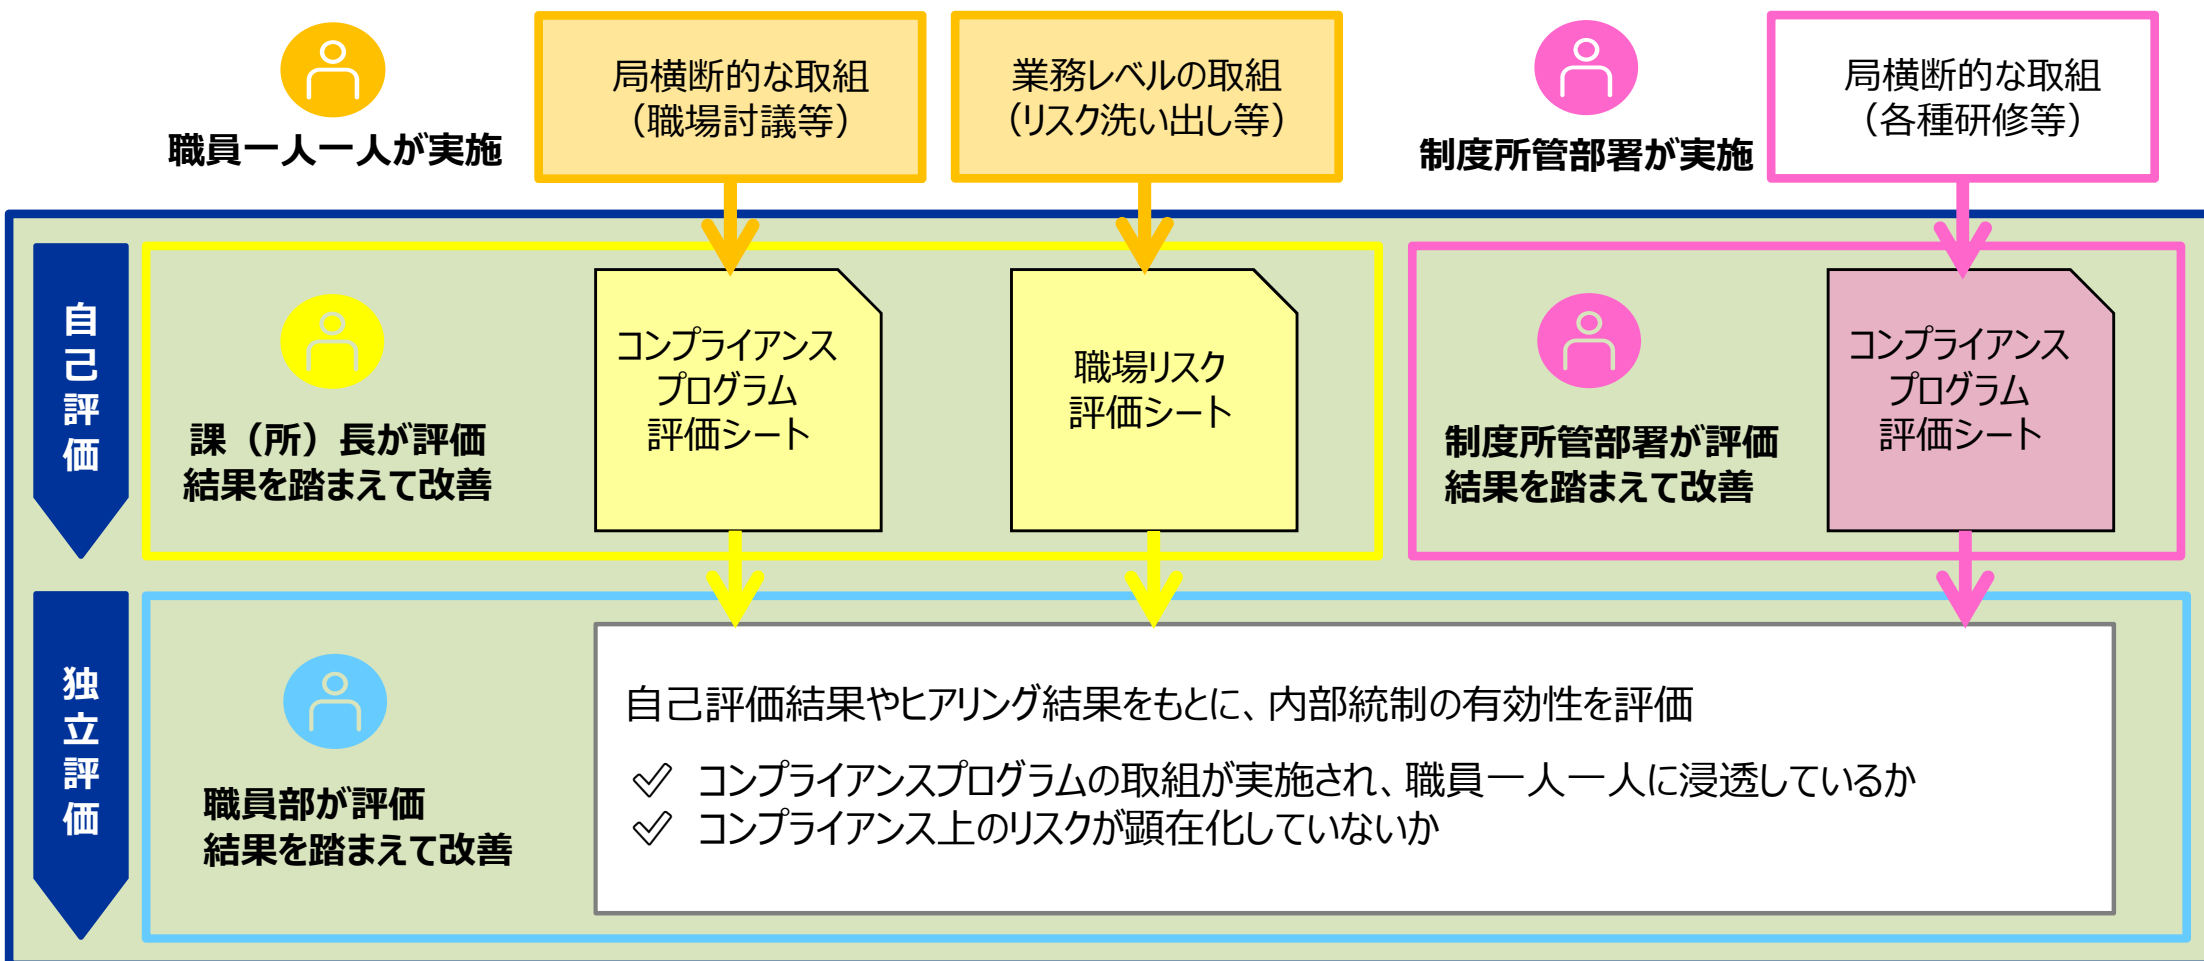 職員一人一人が実施
局横断的な取組
（職場討議等）
業務レベルの取組
（リスク洗い出し等）
制度所管部署が実施
局横断的な取組
（各種研修等）
自己評価
課（所）長が評価
結果を踏まえて改善
コンプライアンス
プログラム
評価シート
職場リスク
評価シート
制度所管部署が評価
結果を踏まえて改善
コンプライアンス
プログラム
評価シート
独立評価
職員部が評価
結果を踏まえて改善
自己評価結果やヒアリング結果をもとに、内部統制の有効性を評価
✓ コンプライアンスプログラムの取組が実施され、職員一人一人に浸透しているか
✓ コンプライアンス上のリスクが顕在化していないか